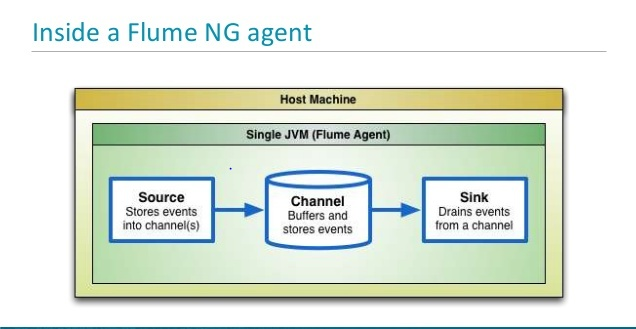 Inside a Flume NG agent
Host Machine
Single JVM (Flume Agent)
Source
Stores events
into channel(s)
Channel
Buffers and
stores events
Sink
Drains events
from a channel